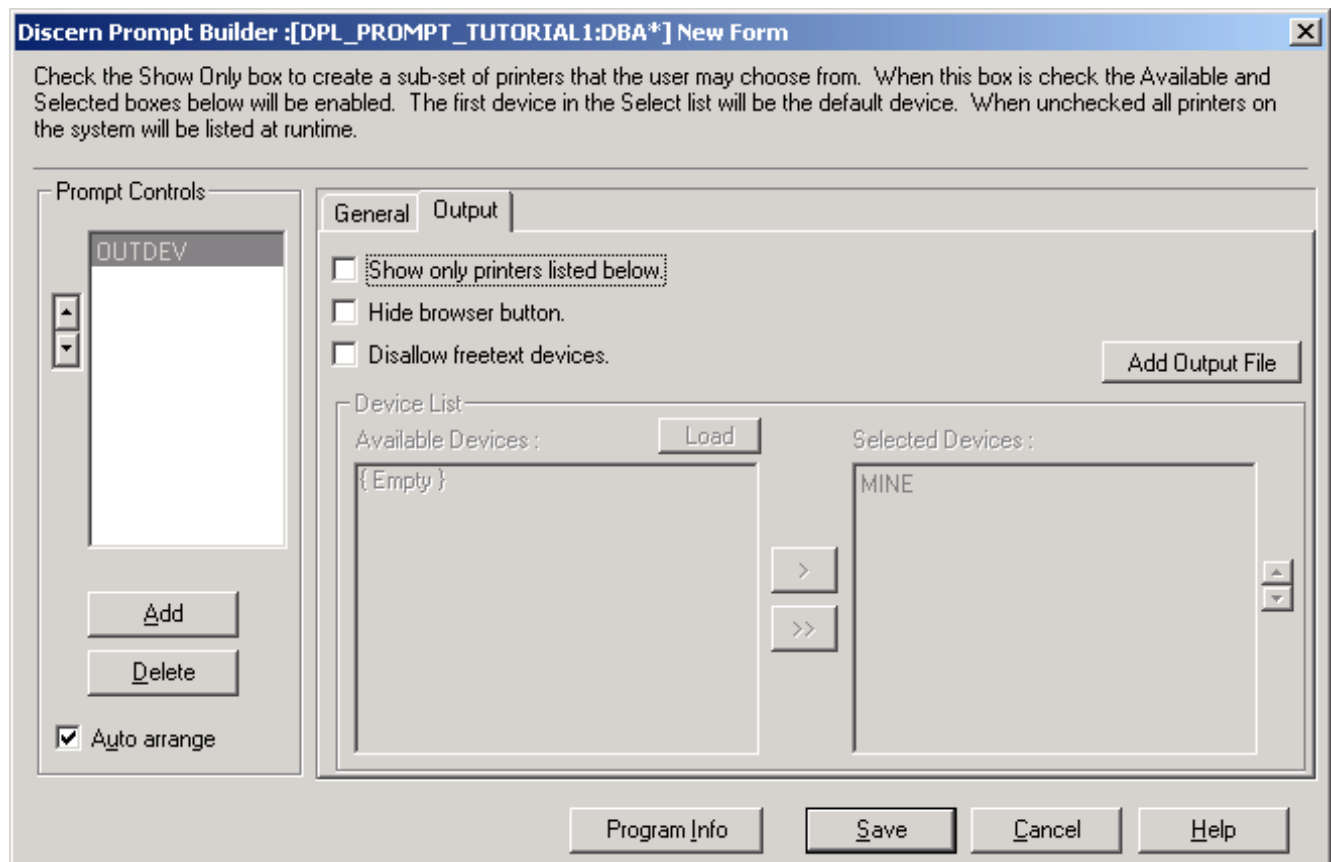 Discern Prompt Builder :[DPL_PROMPT_TUTORIAL1:DBA*] New Form
Check the Show Only box to create a sub-set of printers that the user may choose from. When this box is check the Available and
Selected boxes below will be enabled. The first device in the Select list will be the default device. When unchecked all printers on
the system will be listed at runtime.
Prompt Controls
OUTDEV
Add
Delete
Auto arrange
General
Output
Show only printers listed below.
Hide browser button.
Disallow freetext devices.
Add Output File
Device List
Available Devices :
Load
Selected Devices :
{ Empty }
MINE
>
>>
Program Info
Save
Cancel
Help